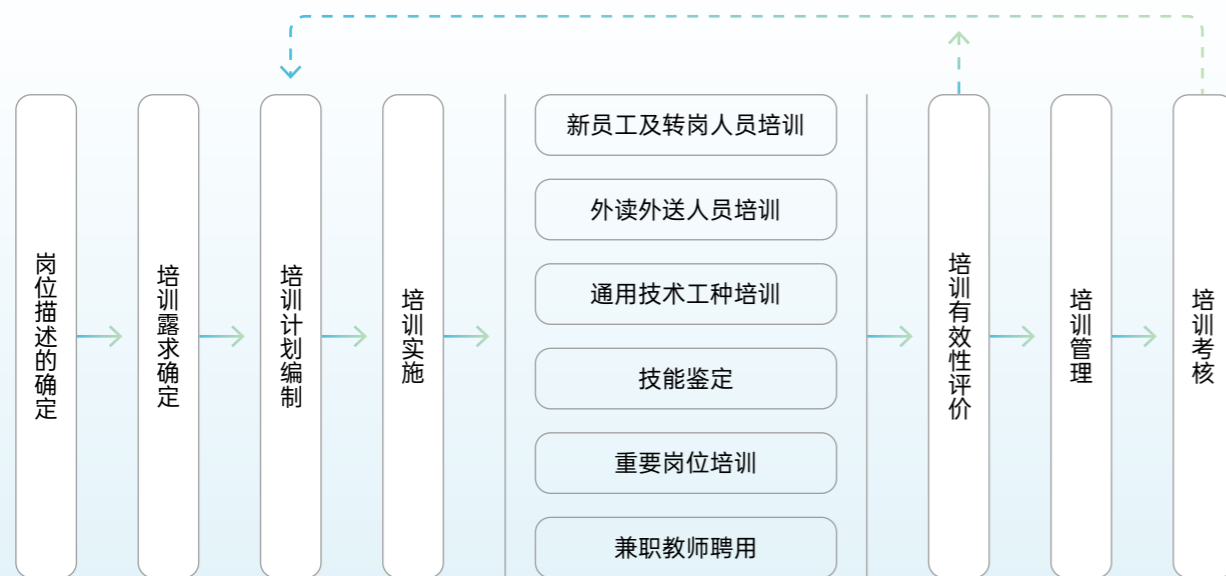 岗位描述的确定
培训露求确定
培训计划编制
培训实施
新员工及转岗人员培训
外读外送人员培训
通用技术工种培训
技能鉴定
重要岗位培训
兼职教师聘用
培训有效性评价
培训管理
培训考核